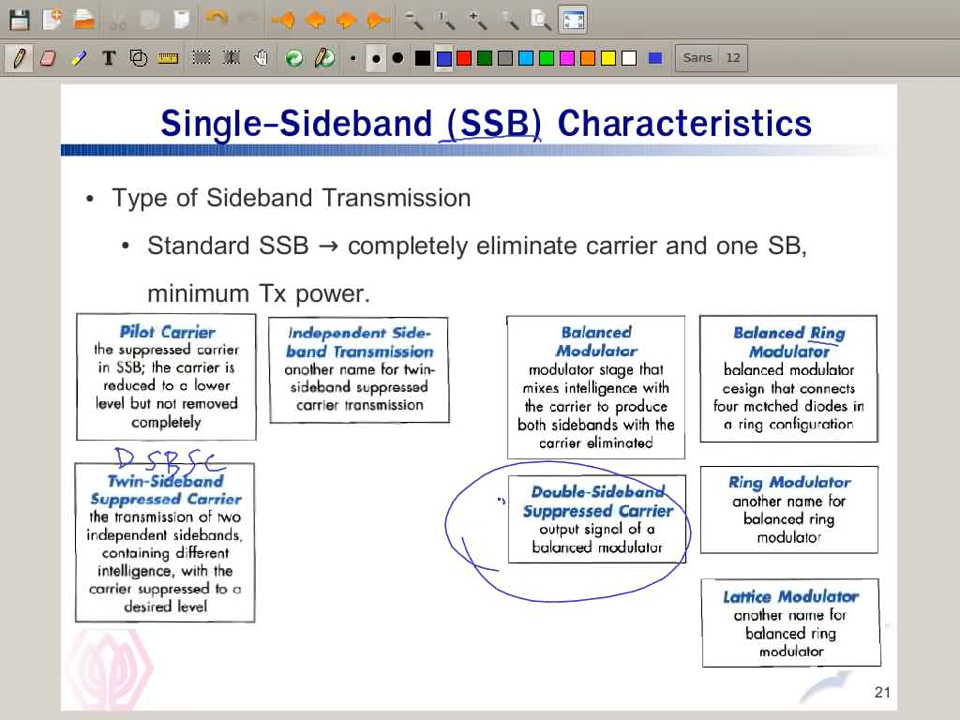 Sans 12
Single-Sideband (SSB) Characteristics
• Type of Sideband Transmission
• Standard SSB → completely eliminate carrier and one SB,
minimum Tx power.
Pilot Carrier
the suppressed carrier
in SSB; the carrier is
reduced to a lower
level but not removed
completely
Independent Side-
band Transmission
another name for twin-
sideband suppressed
carrier transmission
DSBSC
Twin-Sideband
Suppressed Carrier
the transmission of two
independent sidebands,
containing different
intelligence, with the
carrier suppressed to a
desired level
Balanced
Modulator
modulator stage that
mixes intelligence with
the carrier to produce
both sidebands with the
carrier eliminated
Double-Sideband
Suppressed Carrier
output signal of a
balanced modulator
Balanced Ring
Modulator
balanced modulator
design that connects
four matched diodes in
a ring configuration
Ring Modulator
another name for
balanced ring
modulator
Lattice Modulator
another name for
balanced ring
modulator
21